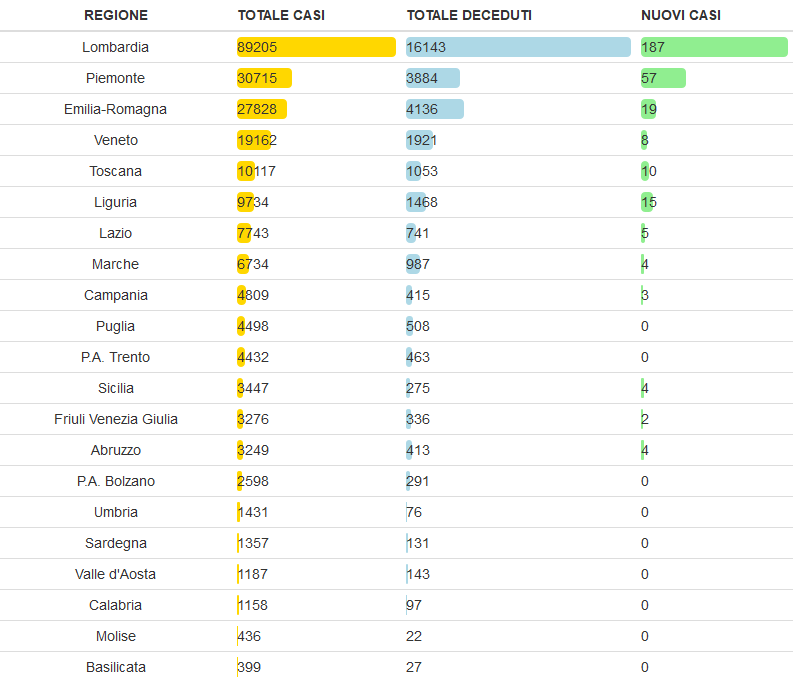 REGIONE TOTALE CASI TOTALE DECEDUTI NUOVI CASI
Lombardia 89205 16143 187
Piemonte 30715 3884 57
Emilia-Romagna 27828 4136 19
Veneto 19162 1921 8
Toscana 10117 1053 10
Liguria 9734 1468 15
Lazio 7743 741 5
Marche 6734 987 4
Campania 4809 415 3
Puglia 4498 508 0
P.A. Trento 4432 463 0
Sicilia 3447 275 4
Friuli Venezia Giulia 3276 336 2
Abruzzo 3249 413 4
P.A. Bolzano 2598 291 0
Umbria 1431 76 0
Sardegna 1357 131 0
Valle d'Aosta 1187 143 0
Calabria 1158 97 0
Molise 436 22 0
Basilicata 399 27 0